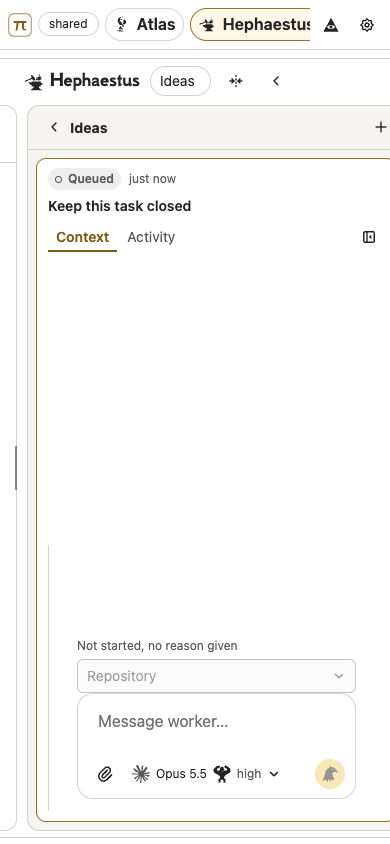 π shared Atlas Hephaestus
Hephaestus Ideas
Ideas
Queued just now
Keep this task closed
Context Activity
Not started, no reason given
Repository
Message worker...
Opus 5.5 high